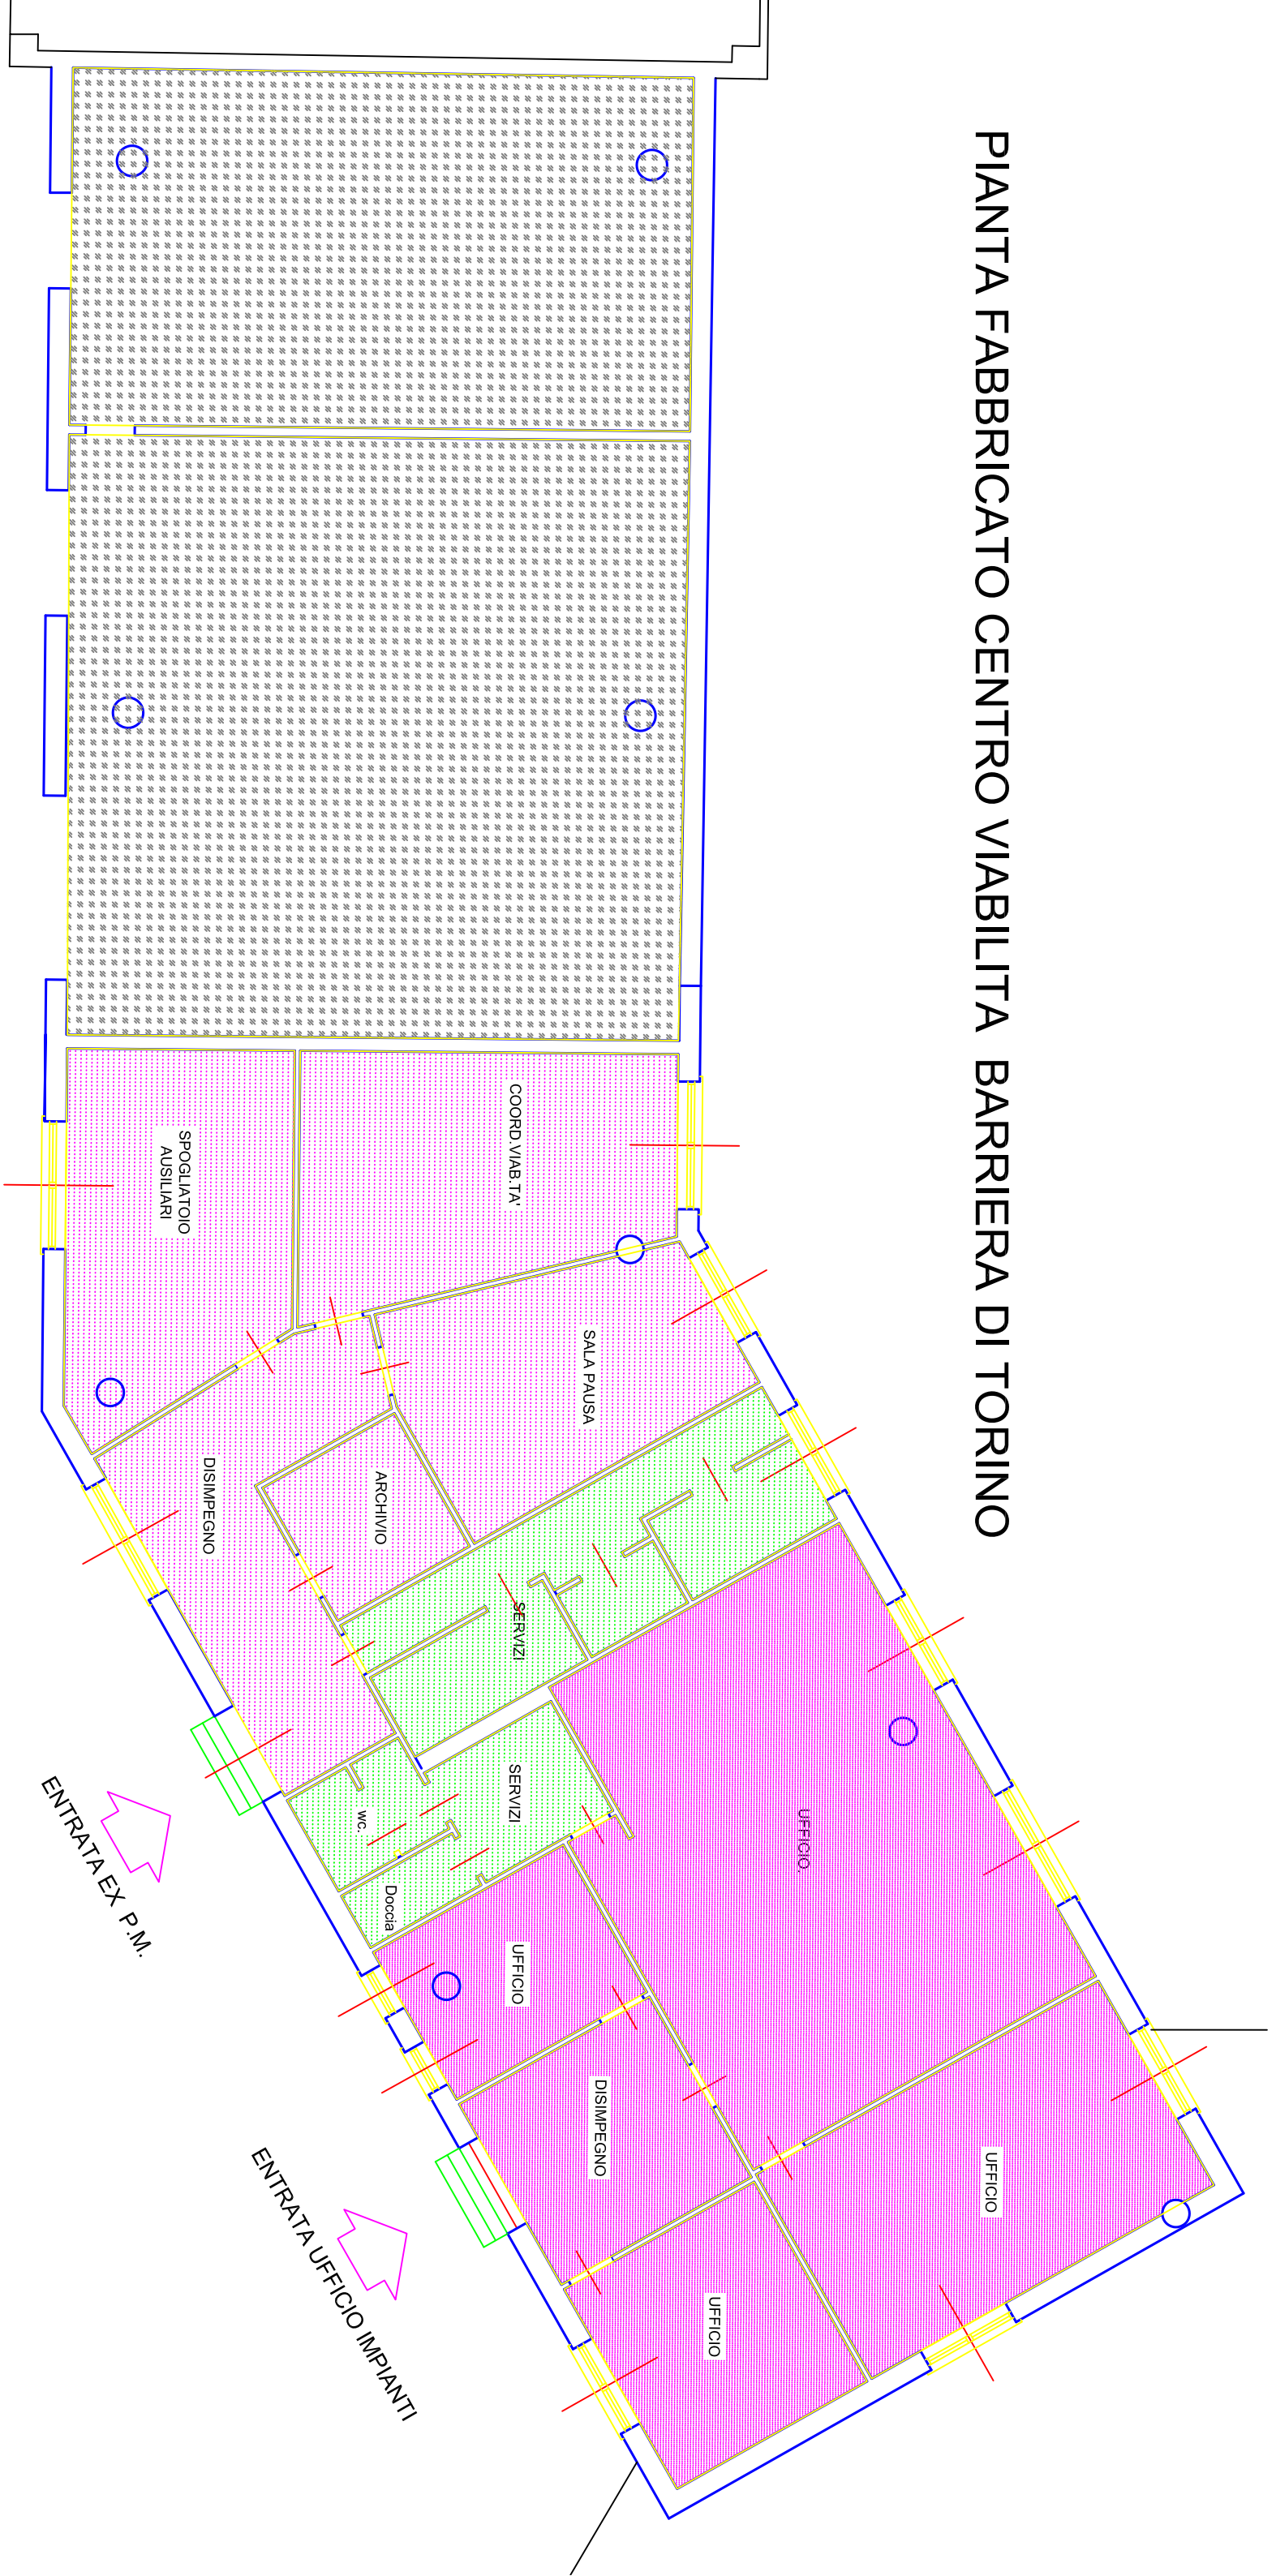 PIANTA FABBRICATO CENTRO VIABILITA BARRIERA DI TORINO
COORD.VIAB.TA'
SPOGLIATOIO
AUSILIARI
SALA PAUSA
DISIMPEGNO
ARCHIVIO
SERVIZI
SERVIZI
wc.
Doccia
UFFICIO.
UFFICIO
DISIMPEGNO
UFFICIO
UFFICIO
ENTRATA EX P.M.
ENTRATA UFFICIO IMPIANTI